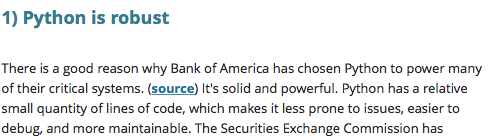 1) Python is robust
There is a good reason why Bank of America has chosen Python to power many
of their critical systems. (source) It's solid and powerful. Python has a relative
small quantity of lines of code, which makes it less prone to issues, easier to
debug, and more maintainable. The Securities Exchange Commission has